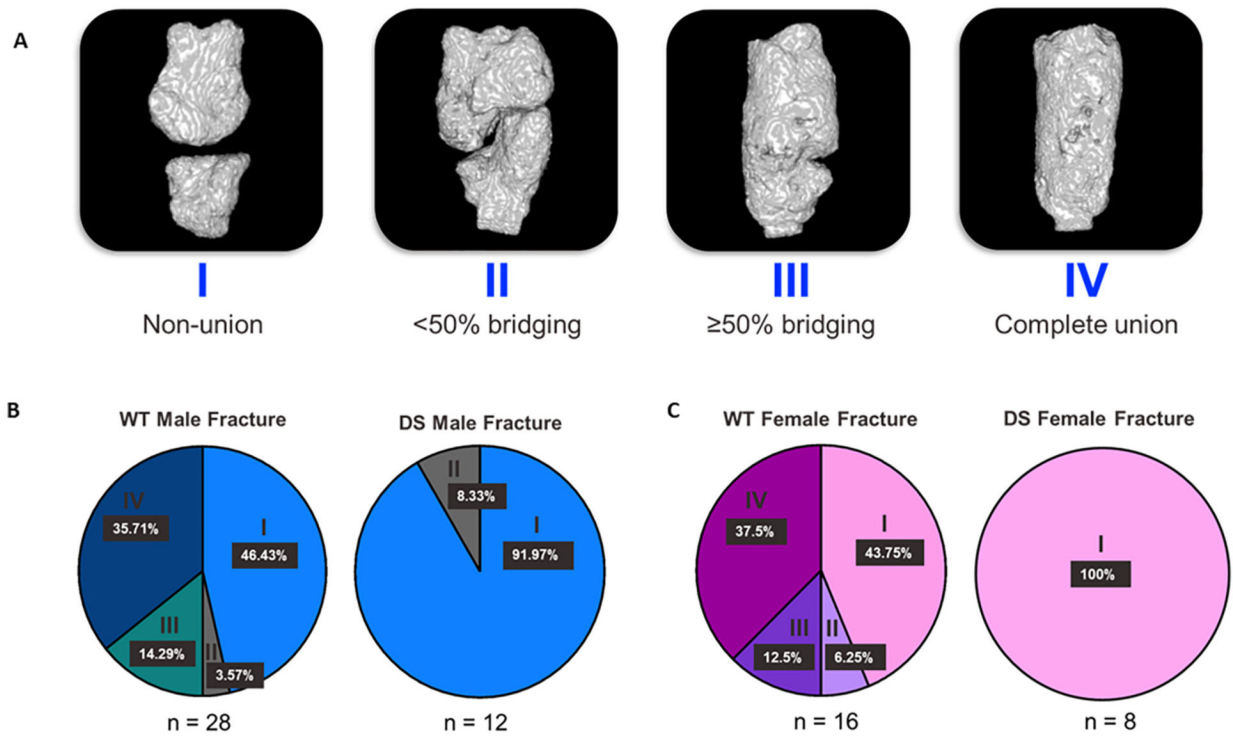 A
I
II
III
IV
Non-union
<50% bridging
≥50% bridging
Complete union
B
WT Male Fracture
DS Male Fracture
C
WT Female Fracture
DS Female Fracture
IV
35.71%
I
46.43%
III
14.29%
II
3.57%
II
8.33%
I
91.97%
IV
37.5%
I
43.75%
III
12.5%
II
6.25%
I
100%
n = 28
n = 12
n = 16
n = 8